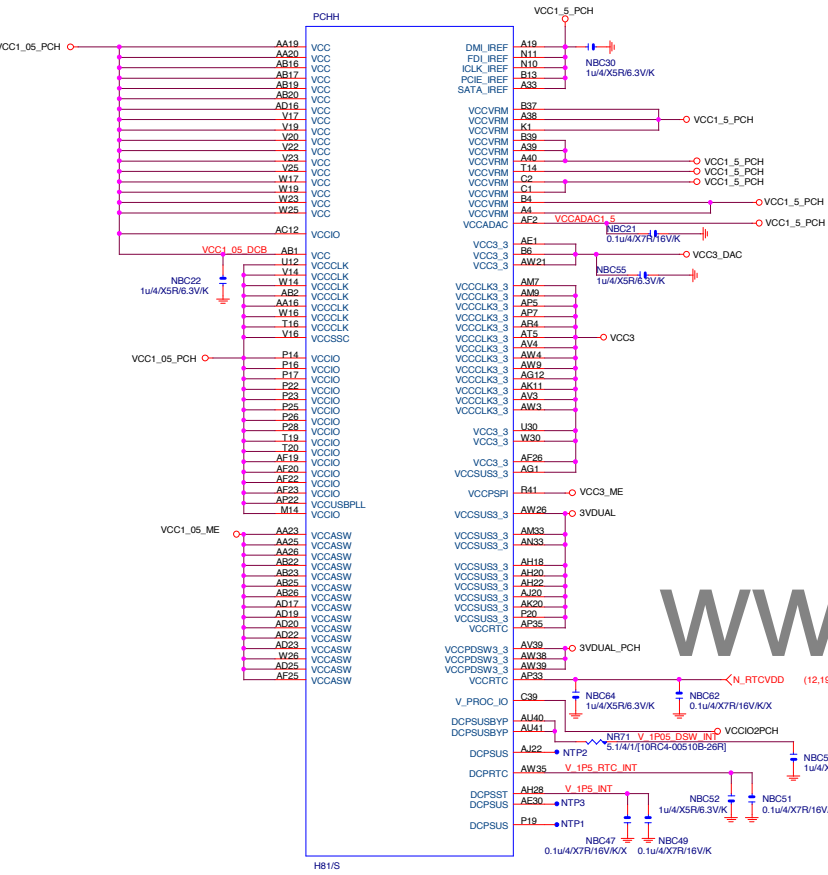 VCC1_5_PCH
PCHH
VCC1_05_PCH
AA19 VCC DMI_IREF A19
AA20 VCC FDI_IREF N11
AB16 VCC ICLK_IREF N10
AB17 VCC PCIE_IREF B13
AB19 VCC SATA_IREF A33
NBC30
1u/4/X5R/6.3V/K
AB20 VCC
AD16 VCC VCCVRM B37
V17 VCC VCCVRM A38 VCC1_5_PCH
V19 VCC VCCVRM K1
V20 VCC VCCVRM B39
V22 VCC VCCVRM A39
V23 VCC VCCVRM A40 VCC1_5_PCH
V25 VCC VCCVRM T14 VCC1_5_PCH
W17 VCC VCCVRM C2 VCC1_5_PCH
W19 VCC VCCVRM C1
W23 VCC VCCVRM B4 VCC1_5_PCH
W25 VCC VCCVRM A4
VCCADAC AF2 VCCADAC1_5 VCC1_5_PCH
AC12 VCCIO
NBC21
0.1u/4/X7R/16V/K
VCC1_05_DCB AB1 VCC
NBC22
1u/4/X5R/6.3V/K
VCC3_3 AE1
VCC3_3 B6 VCC3_DAC
VCC3_3 AW21
NBC55
1u/4/X5R/6.3V/K
U12 VCCCLK
V14 VCCCLK
W14 VCCCLK VCCCLK3_3 AM7
AB2 VCCCLK VCCCLK3_3 AM9
AA16 VCCCLK VCCCLK3_3 AP5
W16 VCCCLK VCCCLK3_3 AP7
T16 VCCCLK VCCCLK3_3 AR4
V16 VCCSSC VCCCLK3_3 AT5 VCC3
VCCCLK3_3 AV4
VCC1_05_PCH P14 VCCIO VCCCLK3_3 AW4
P16 VCCIO VCCCLK3_3 AW9
P17 VCCIO VCCCLK3_3 AG12
P22 VCCIO VCCCLK3_3 AK11
P23 VCCIO VCCCLK3_3 AV3
P25 VCCIO VCCCLK3_3 AW3
P26 VCCIO
P28 VCCIO VCC3_3 U30
T19 VCCIO VCC3_3 W30
T20 VCCIO
AF19 VCCIO VCC3_3 AF26
AF20 VCCIO VCCSUS3_3 AG1
AF22 VCCIO
AF23 VCCIO VCCPSPI R41 VCC3_ME
AP22 VCCUSBPLL
M14 VCCIO VCCSUS3_3 AW26 3VDUAL
VCC1_05_ME
AA23 VCCASW VCCSUS3_3 AM33
AA25 VCCASW VCCSUS3_3 AN33
AA26 VCCASW
AB22 VCCASW VCCSUS3_3 AH18
AB23 VCCASW VCCSUS3_3 AH20
AB25 VCCASW VCCSUS3_3 AH22
AB26 VCCASW VCCSUS3_3 AJ20
AD17 VCCASW VCCSUS3_3 AK20
AD19 VCCASW VCCSUS3_3 P20
AD20 VCCASW VCCRTC AP35
AD22 VCCASW
AD23 VCCASW VCCPDSW3_3 AV39 3VDUAL_PCH
W26 VCCASW VCCPDSW3_3 AW38
AD25 VCCASW VCCPDSW3_3 AW39
AF25 VCCASW VCCRTC AP33 N_RTCVDD (12,19
ww
V_PROC_IO C39
NBC64
1u/4/X5R/6.3V/K
NBC62
0.1u/4/X7R/16V/K/X
DCPSUSBYP AU40
DCPSUSBYP AU41
VCCIO2PCH
NR71 V_1P05_DSW_INT
5.1/4/1/[10RC4-00510B-26R]
DCPSUS AJ22 NTP2
NBC5
1u/4/X
DCPRTC AW35 V_1P5_RTC_INT
DCPSST AH28 V_1P5_INT
DCPSUS AE30 NTP3
NBC52
1u/4/X5R/6.3V/K
NBC51
0.1u/4/X7R/16V/
DCPSUS P19 NTP1
NBC47
0.1u/4/X7R/16V/K/X
NBC49
0.1u/4/X7R/16V/K
H81/S